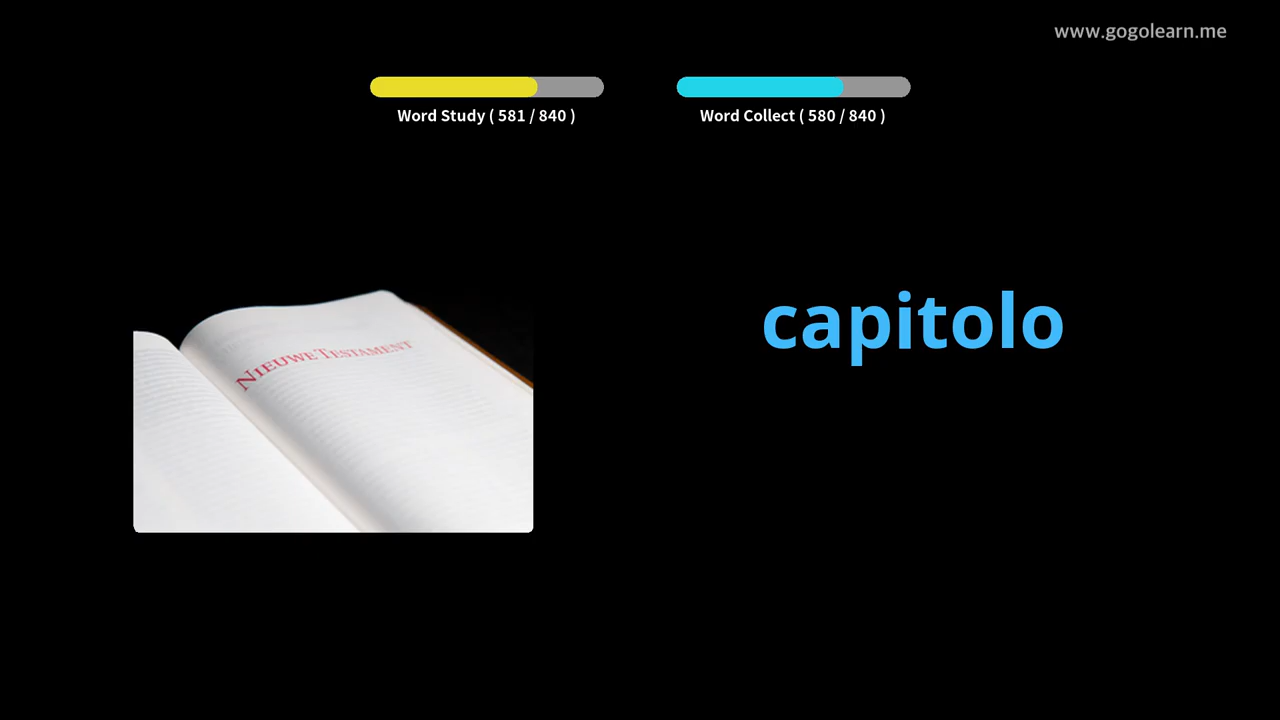 www.gogolearn.me
Word Study ( 581 / 840 )
Word Collect ( 580 / 840 )
capitolo
NIEUWE TESTAMENT